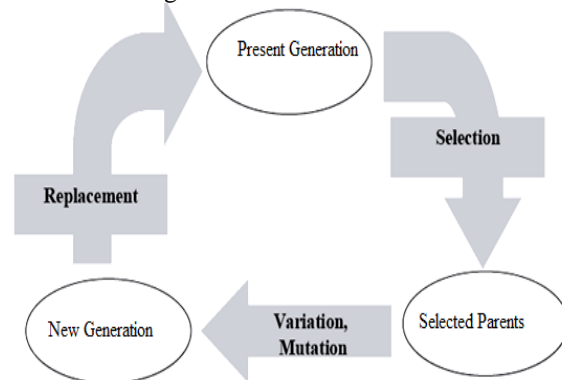 Present Generation
Selection
Replacement
Selected Parents
Variation,
Mutation
New Generation